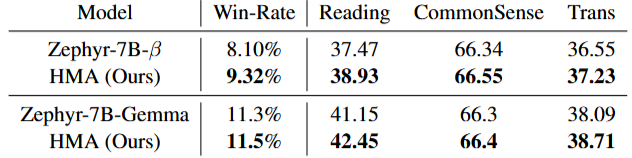 Model Win-Rate Reading CommonSense Trans
Zephyr-7B-β 8.10% 37.47 66.34 36.55
HMA (Ours) 9.32% 38.93 66.55 37.23
Zephyr-7B-Gemma 11.3% 41.15 66.3 38.09
HMA (Ours) 11.5% 42.45 66.4 38.71